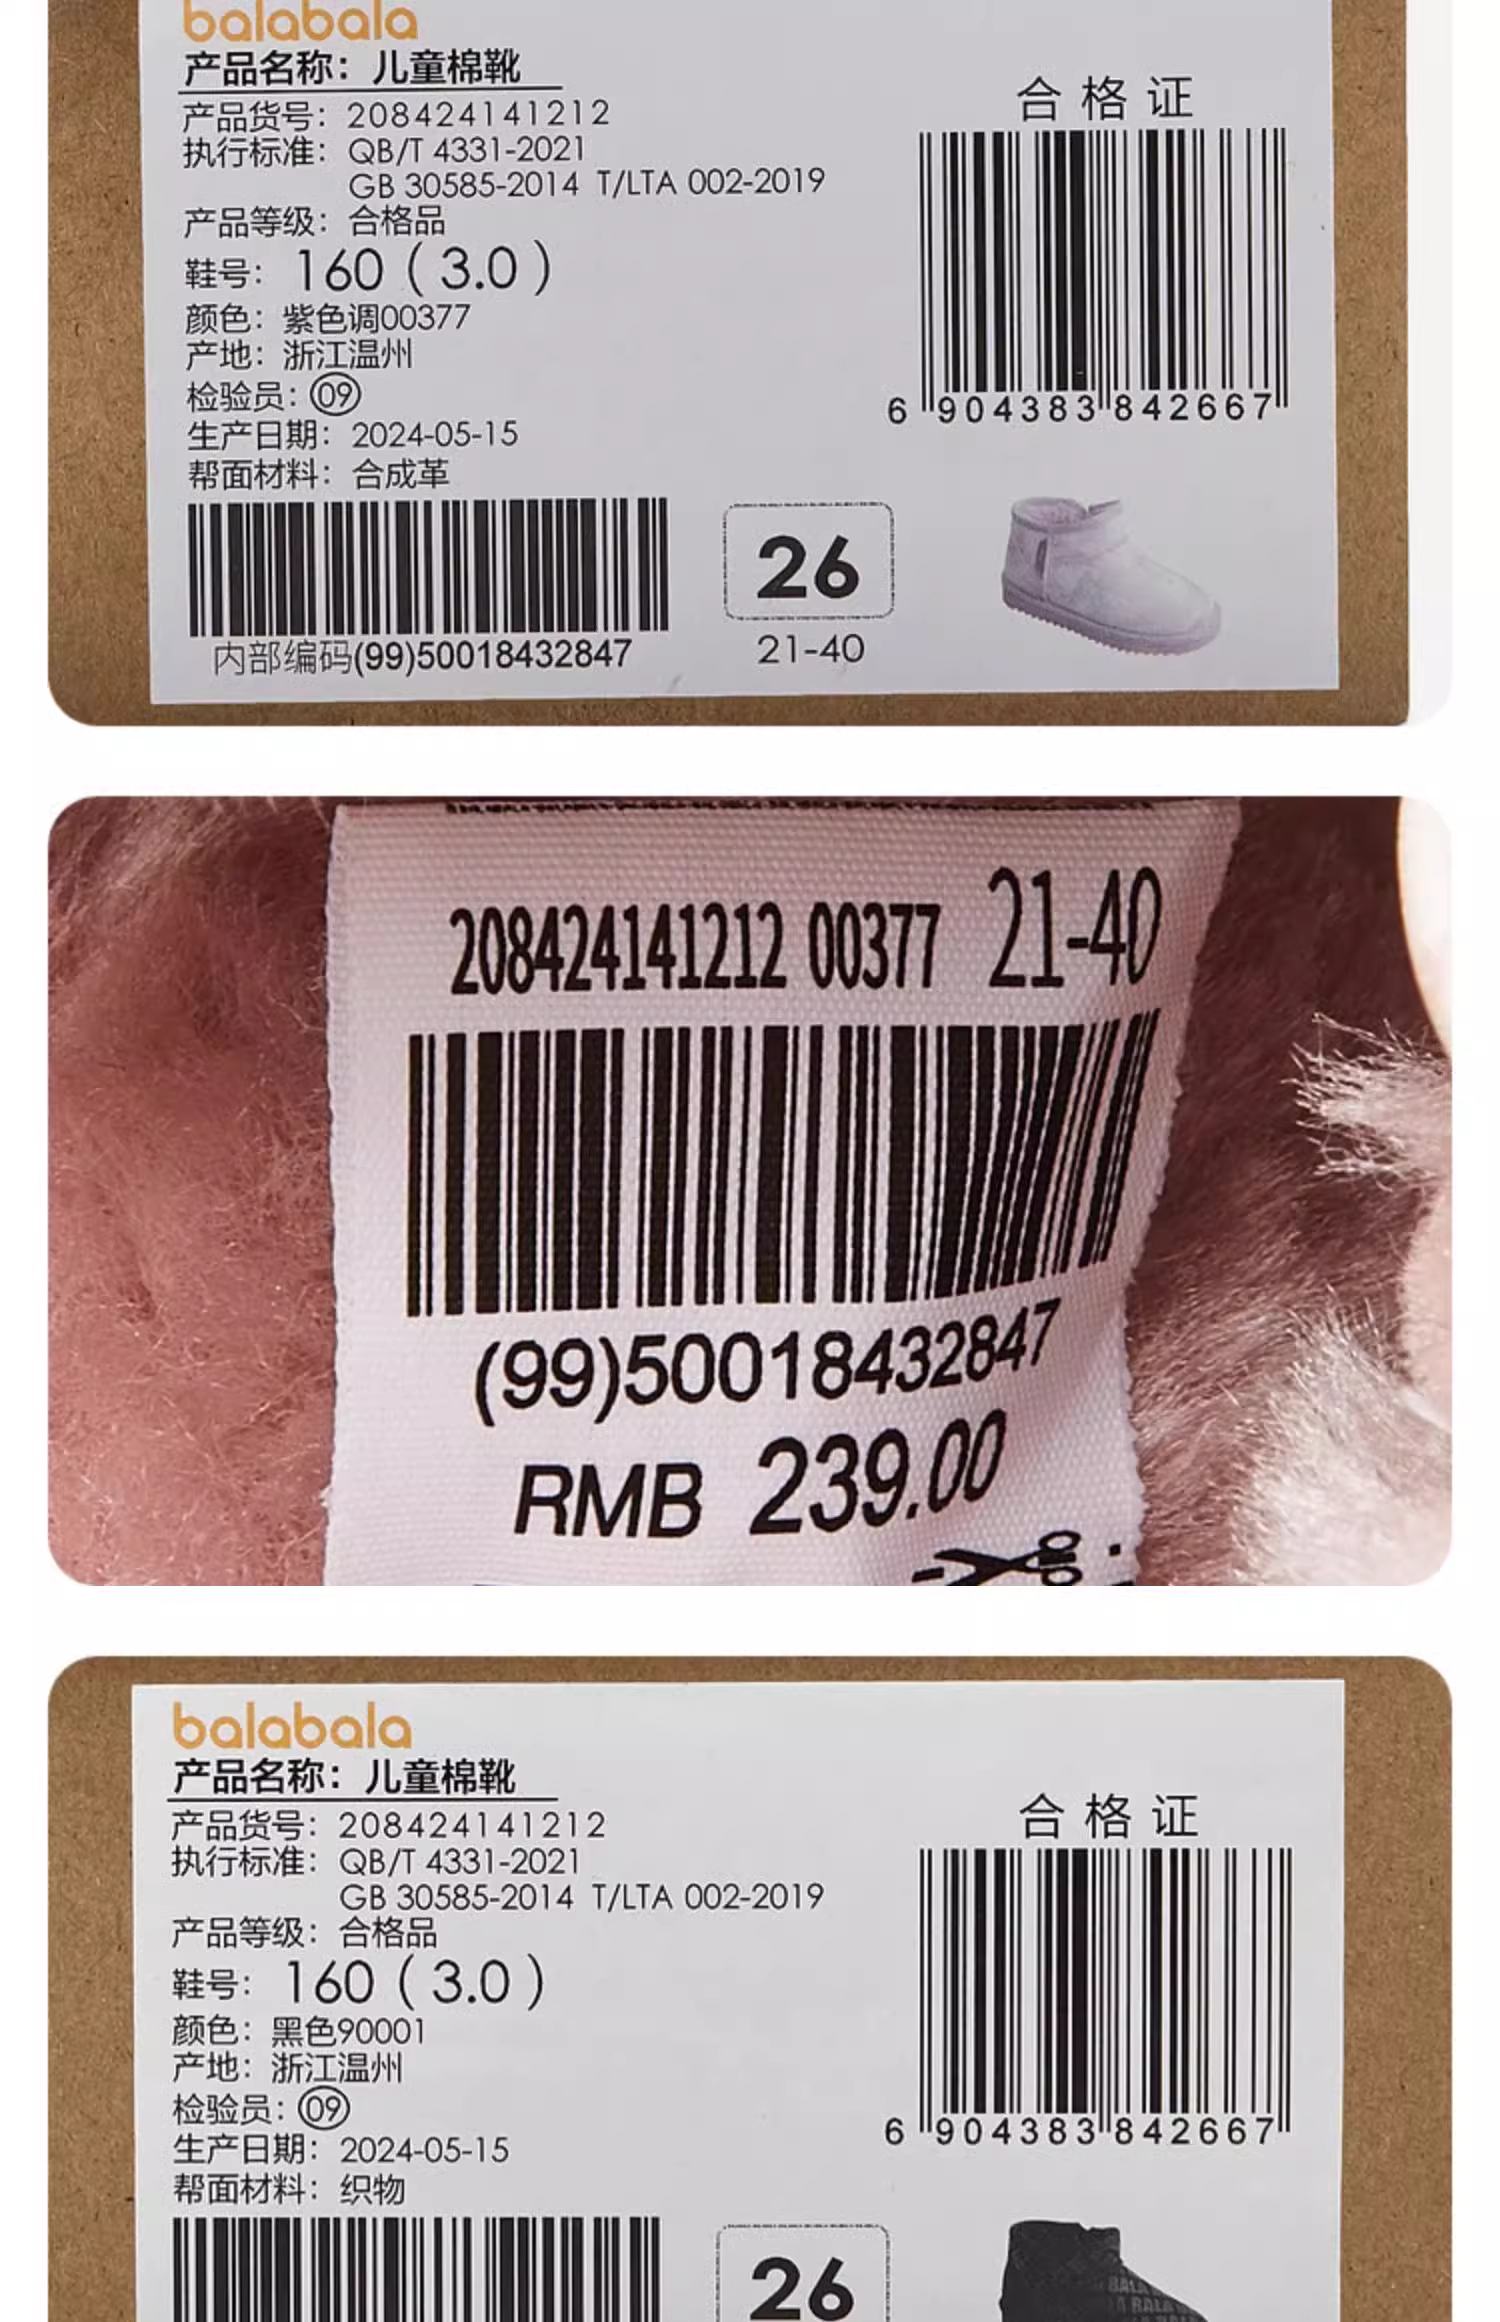 balabala
产品名称：儿童棉靴
产品货号：208424141212
执行标准：QB/T 4331-2021
GB 30585-2014 T/LTA 002-2019
产品等级：合格品
鞋号：160（3.0）
颜色：紫色调00377
产地：浙江温州
检验员：09
生产日期：2024-05-15
帮面材料：合成革
内部编码(99)50018432847
合格证
6 904383 842667
26
21-40
208424141212 00377 21-40
(99)50018432847
RMB 239.00
balabala
产品名称：儿童棉靴
产品货号：208424141212
执行标准：QB/T 4331-2021
GB 30585-2014 T/LTA 002-2019
产品等级：合格品
鞋号：160（3.0）
颜色：黑色90001
产地：浙江温州
检验员：09
生产日期：2024-05-15
帮面材料：织物
合格证
6 904383 842667
26